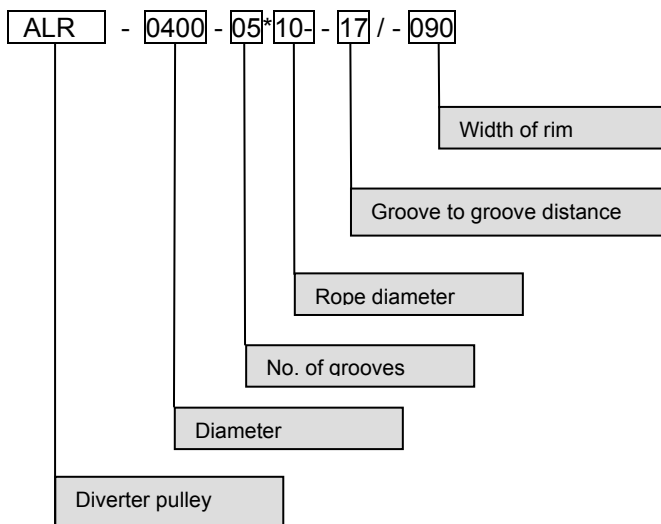 ALR - 0400 - 05*10- - 17 / - 090
Width of rim
Groove to groove distance
Rope diameter
No. of grooves
Diameter
Diverter pulley